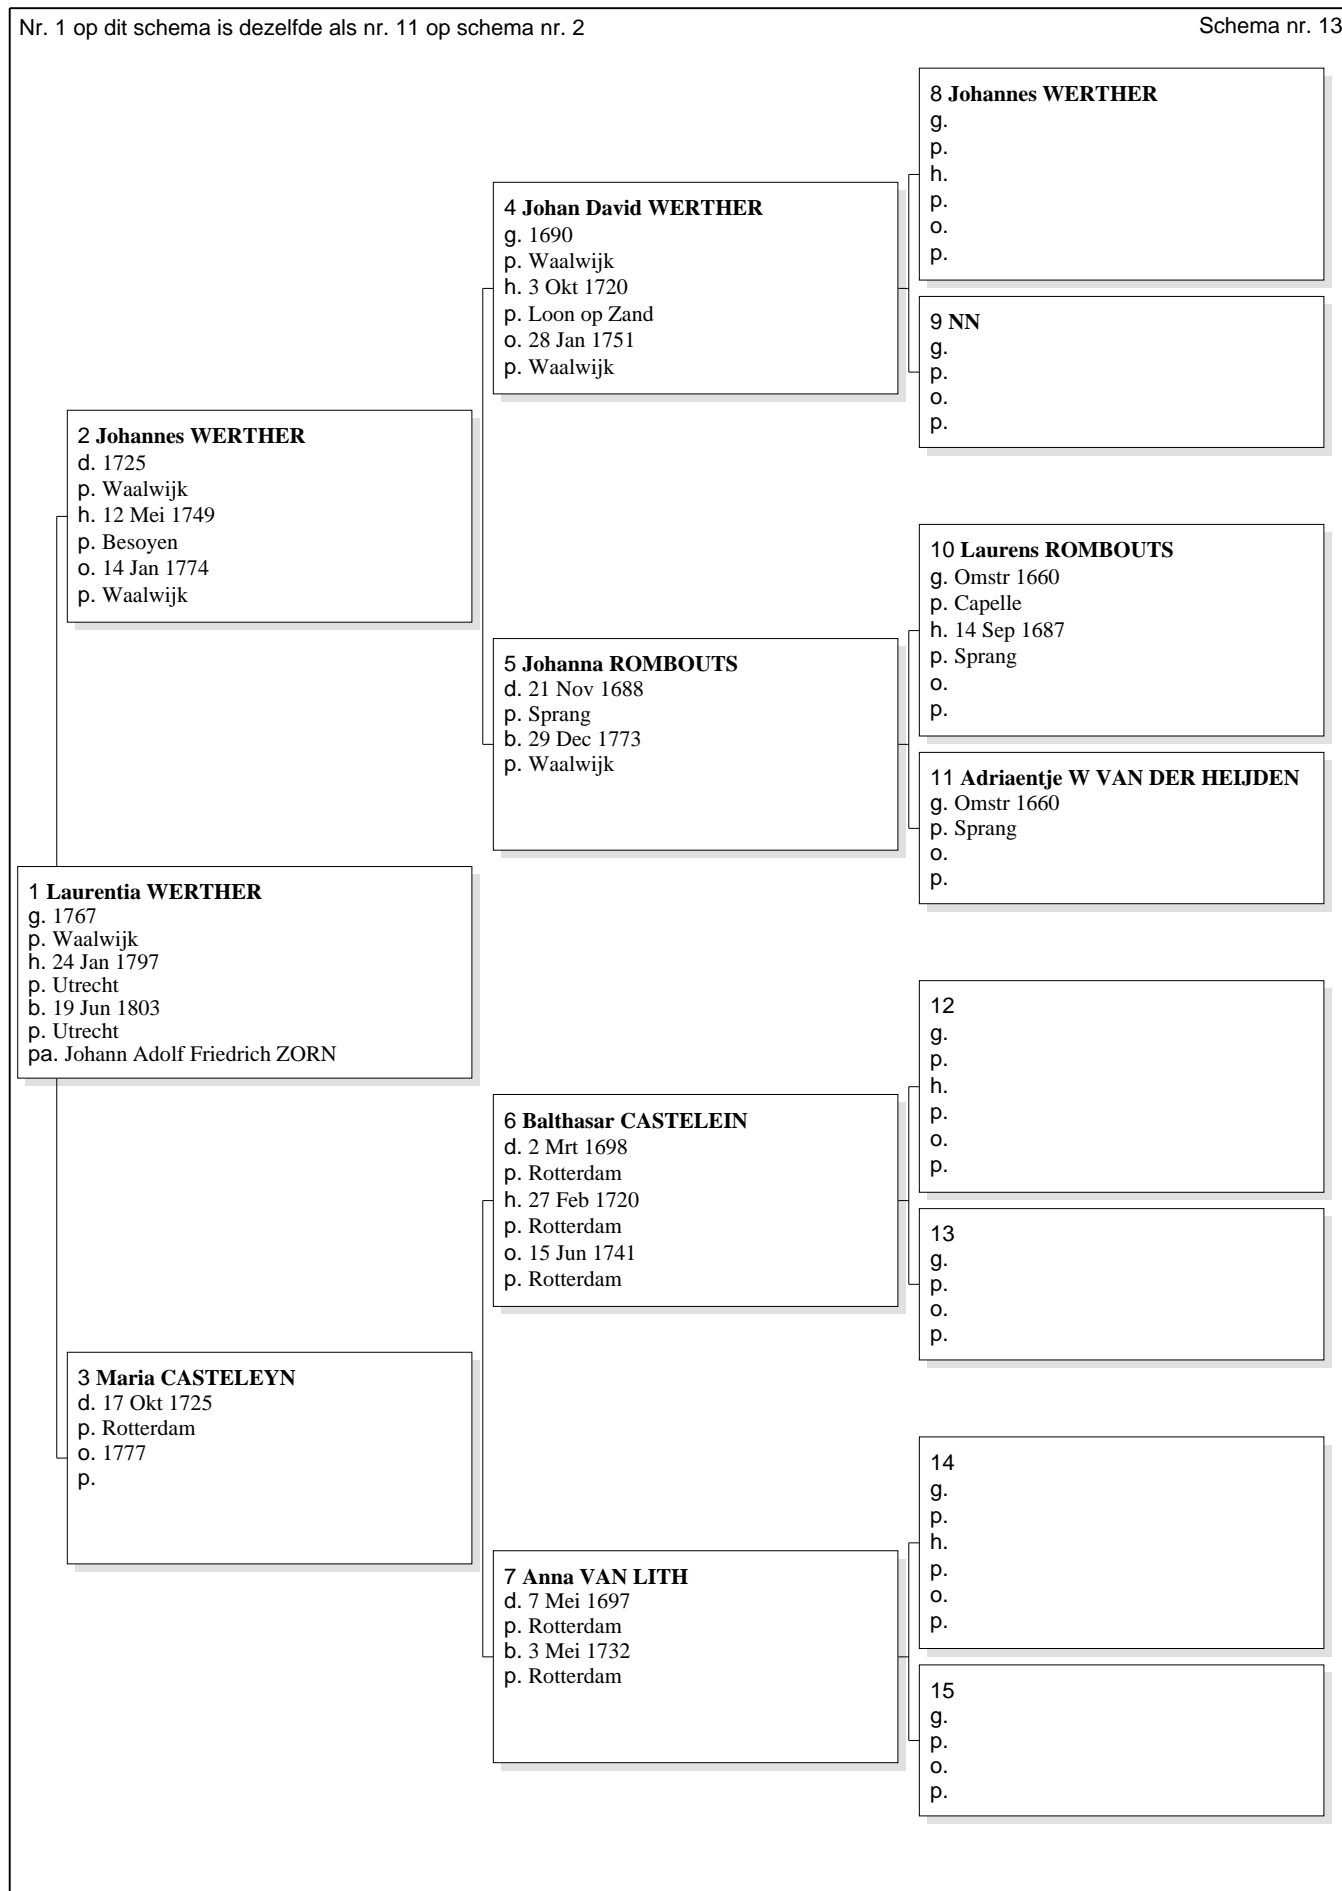 Nr. 1 op dit schema is dezelfde als nr. 11 op schema nr. 2
Schema nr. 13
8 Johannes WERTHER
g.
p.
h.
p.
o.
p.
4 Johan David WERTHER
g. 1690
p. Waalwijk
h. 3 Okt 1720
p. Loon op Zand
o. 28 Jan 1751
p. Waalwijk
9 NN
g.
p.
o.
p.
2 Johannes WERTHER
d. 1725
p. Waalwijk
h. 12 Mei 1749
p. Besoyen
o. 14 Jan 1774
p. Waalwijk
10 Laurens ROMBOUTS
g. Omstr 1660
p. Capelle
h. 14 Sep 1687
p. Sprang
o.
p.
5 Johanna ROMBOUTS
d. 21 Nov 1688
p. Sprang
b. 29 Dec 1773
p. Waalwijk
11 Adriaentje W VAN DER HEIJDEN
g. Omstr 1660
p. Sprang
o.
p.
1 Laurentia WERTHER
g. 1767
p. Waalwijk
h. 24 Jan 1797
p. Utrecht
b. 19 Jun 1803
p. Utrecht
pa. Johann Adolf Friedrich ZORN
12
g.
p.
h.
p.
o.
p.
6 Balthasar CASTELEIN
d. 2 Mrt 1698
p. Rotterdam
h. 27 Feb 1720
p. Rotterdam
o. 15 Jun 1741
p. Rotterdam
13
g.
p.
o.
p.
3 Maria CASTELEYN
d. 17 Okt 1725
p. Rotterdam
o. 1777
p.
14
g.
p.
h.
p.
o.
p.
7 Anna VAN LITH
d. 7 Mei 1697
p. Rotterdam
b. 3 Mei 1732
p. Rotterdam
15
g.
p.
o.
p.